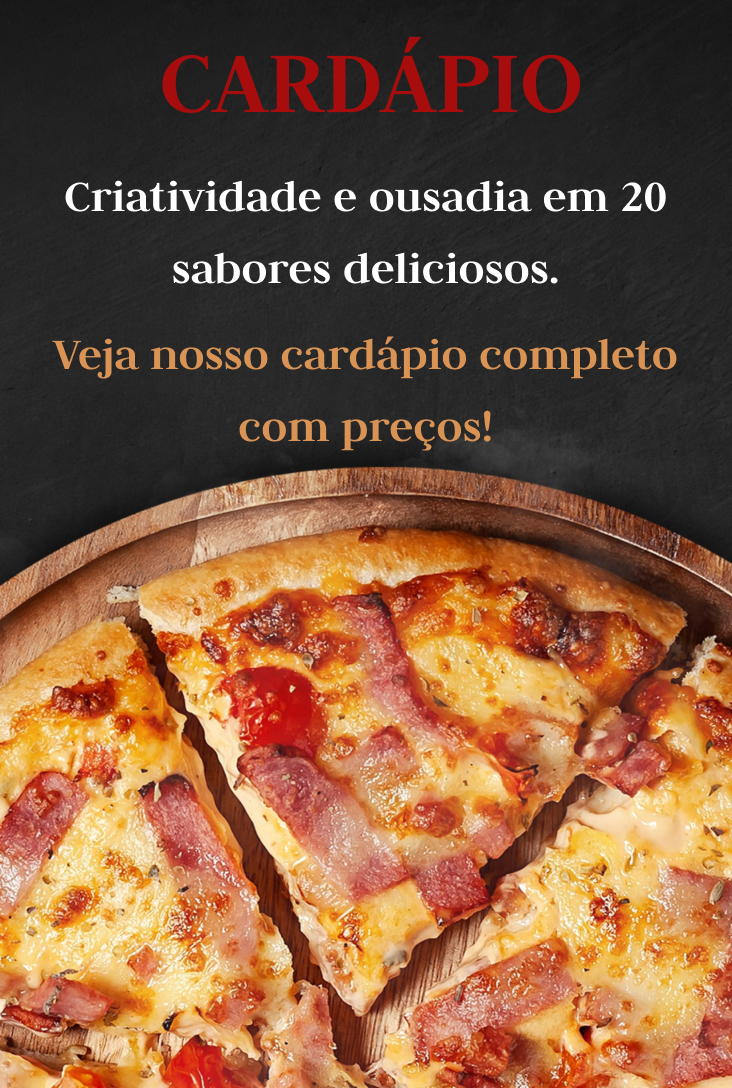 CARDÁPIO
Criatividade e ousadia em 20
sabores deliciosos.
Veja nosso cardápio completo
com preços!